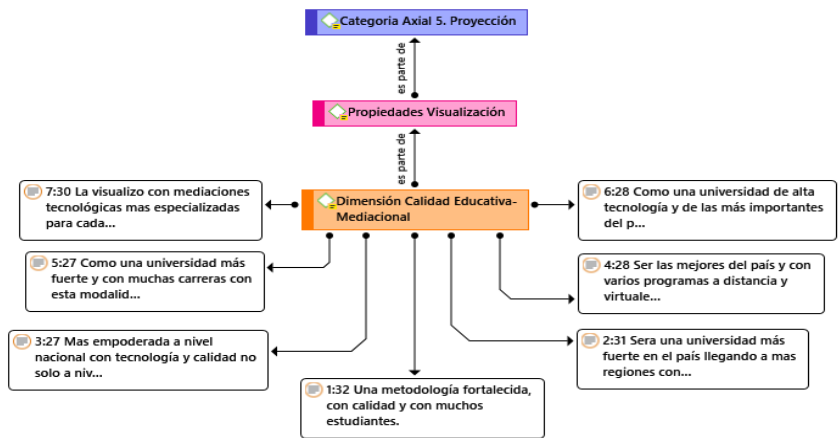 Categoria Axial 5. Proyección
es parte de
Propiedades Visualización
es parte de
Dimensión Calidad Educativa-
Mediacional
7:30 La visualizo con mediaciones
tecnológicas mas especializadas
para cada...
6:28 Como una universidad de alta
tecnología y de las más importantes
del p...
5:27 Como una universidad más
fuerte y con muchas carreras con
esta modalid...
4:28 Ser las mejores del país y con
varios programas a distancia y
virtuale...
3:27 Mas empoderada a nivel
nacional con tecnología y calidad no
solo a niv...
2:31 Sera una universidad más
fuerte en el país llegando a mas
regiones con...
1:32 Una metodología fortalecida,
con calidad y con muchos
estudiantes.